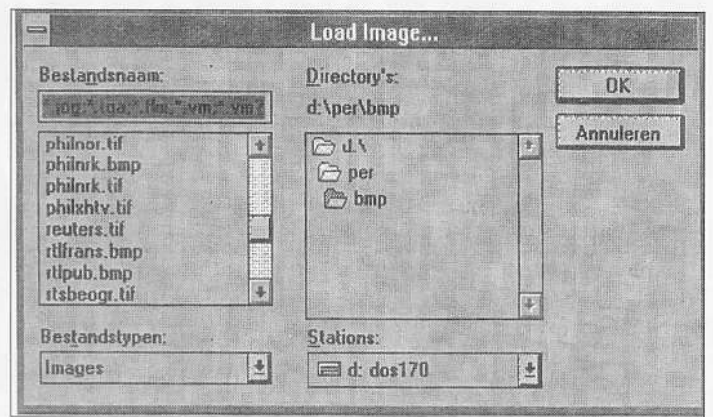 Load Image...
Bestandsnaam:
Directory's:
OK
d:\per\bmp
Annuleren
philnor.tif
philnrk.bmp
philnrk.tif
philxhtv.tif
reuters.tif
rtlfrans.bmp
rtlpub.bmp
rtsbeogr.tif
d:\
per
bmp
Bestandstypen:
Images
Stations:
d: dos170